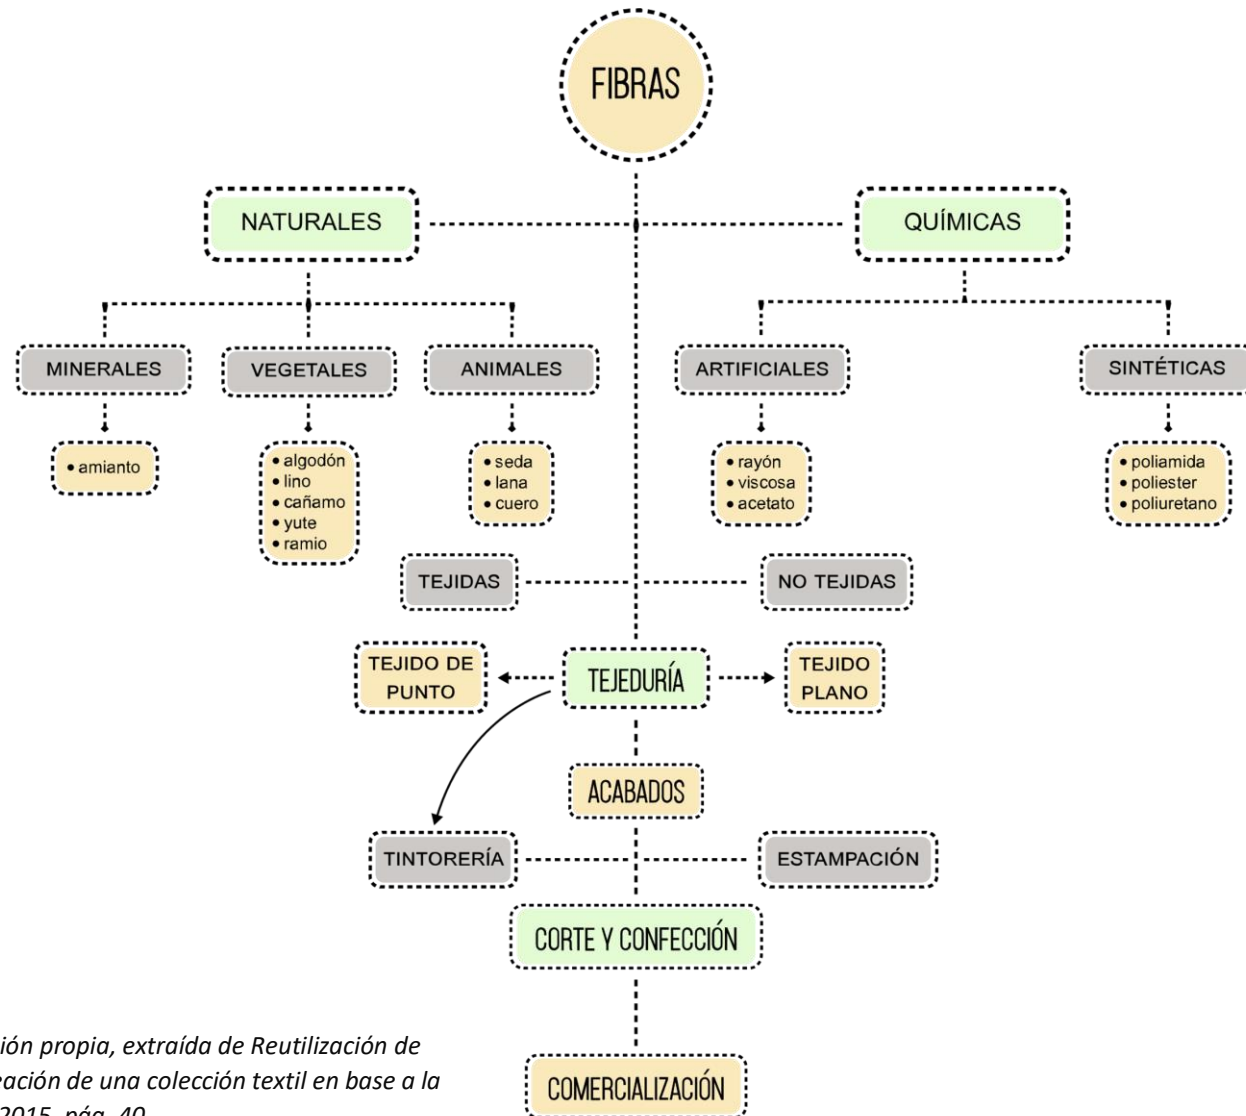 FIBRAS
NATURALES
QUÍMICAS
MINERALES
VEGETALES
ANIMALES
ARTIFICIALES
SINTÉTICAS
• amianto
• algodón
• lino
• cañamo
• yute
• ramio
• seda
• lana
• cuero
• rayón
• viscosa
• acetato
• poliamida
• poliester
• poliuretano
TEJIDAS
NO TEJIDAS
TEJIDO DE
PUNTO
TEJEDURÍA
TEJIDO
PLANO
ACABADOS
TINTORERÍA
ESTAMPACIÓN
CORTE Y CONFECCIÓN
COMERCIALIZACIÓN
ión propia, extraída de Reutilización de
eación de una colección textil en base a la
2015, pág. 40